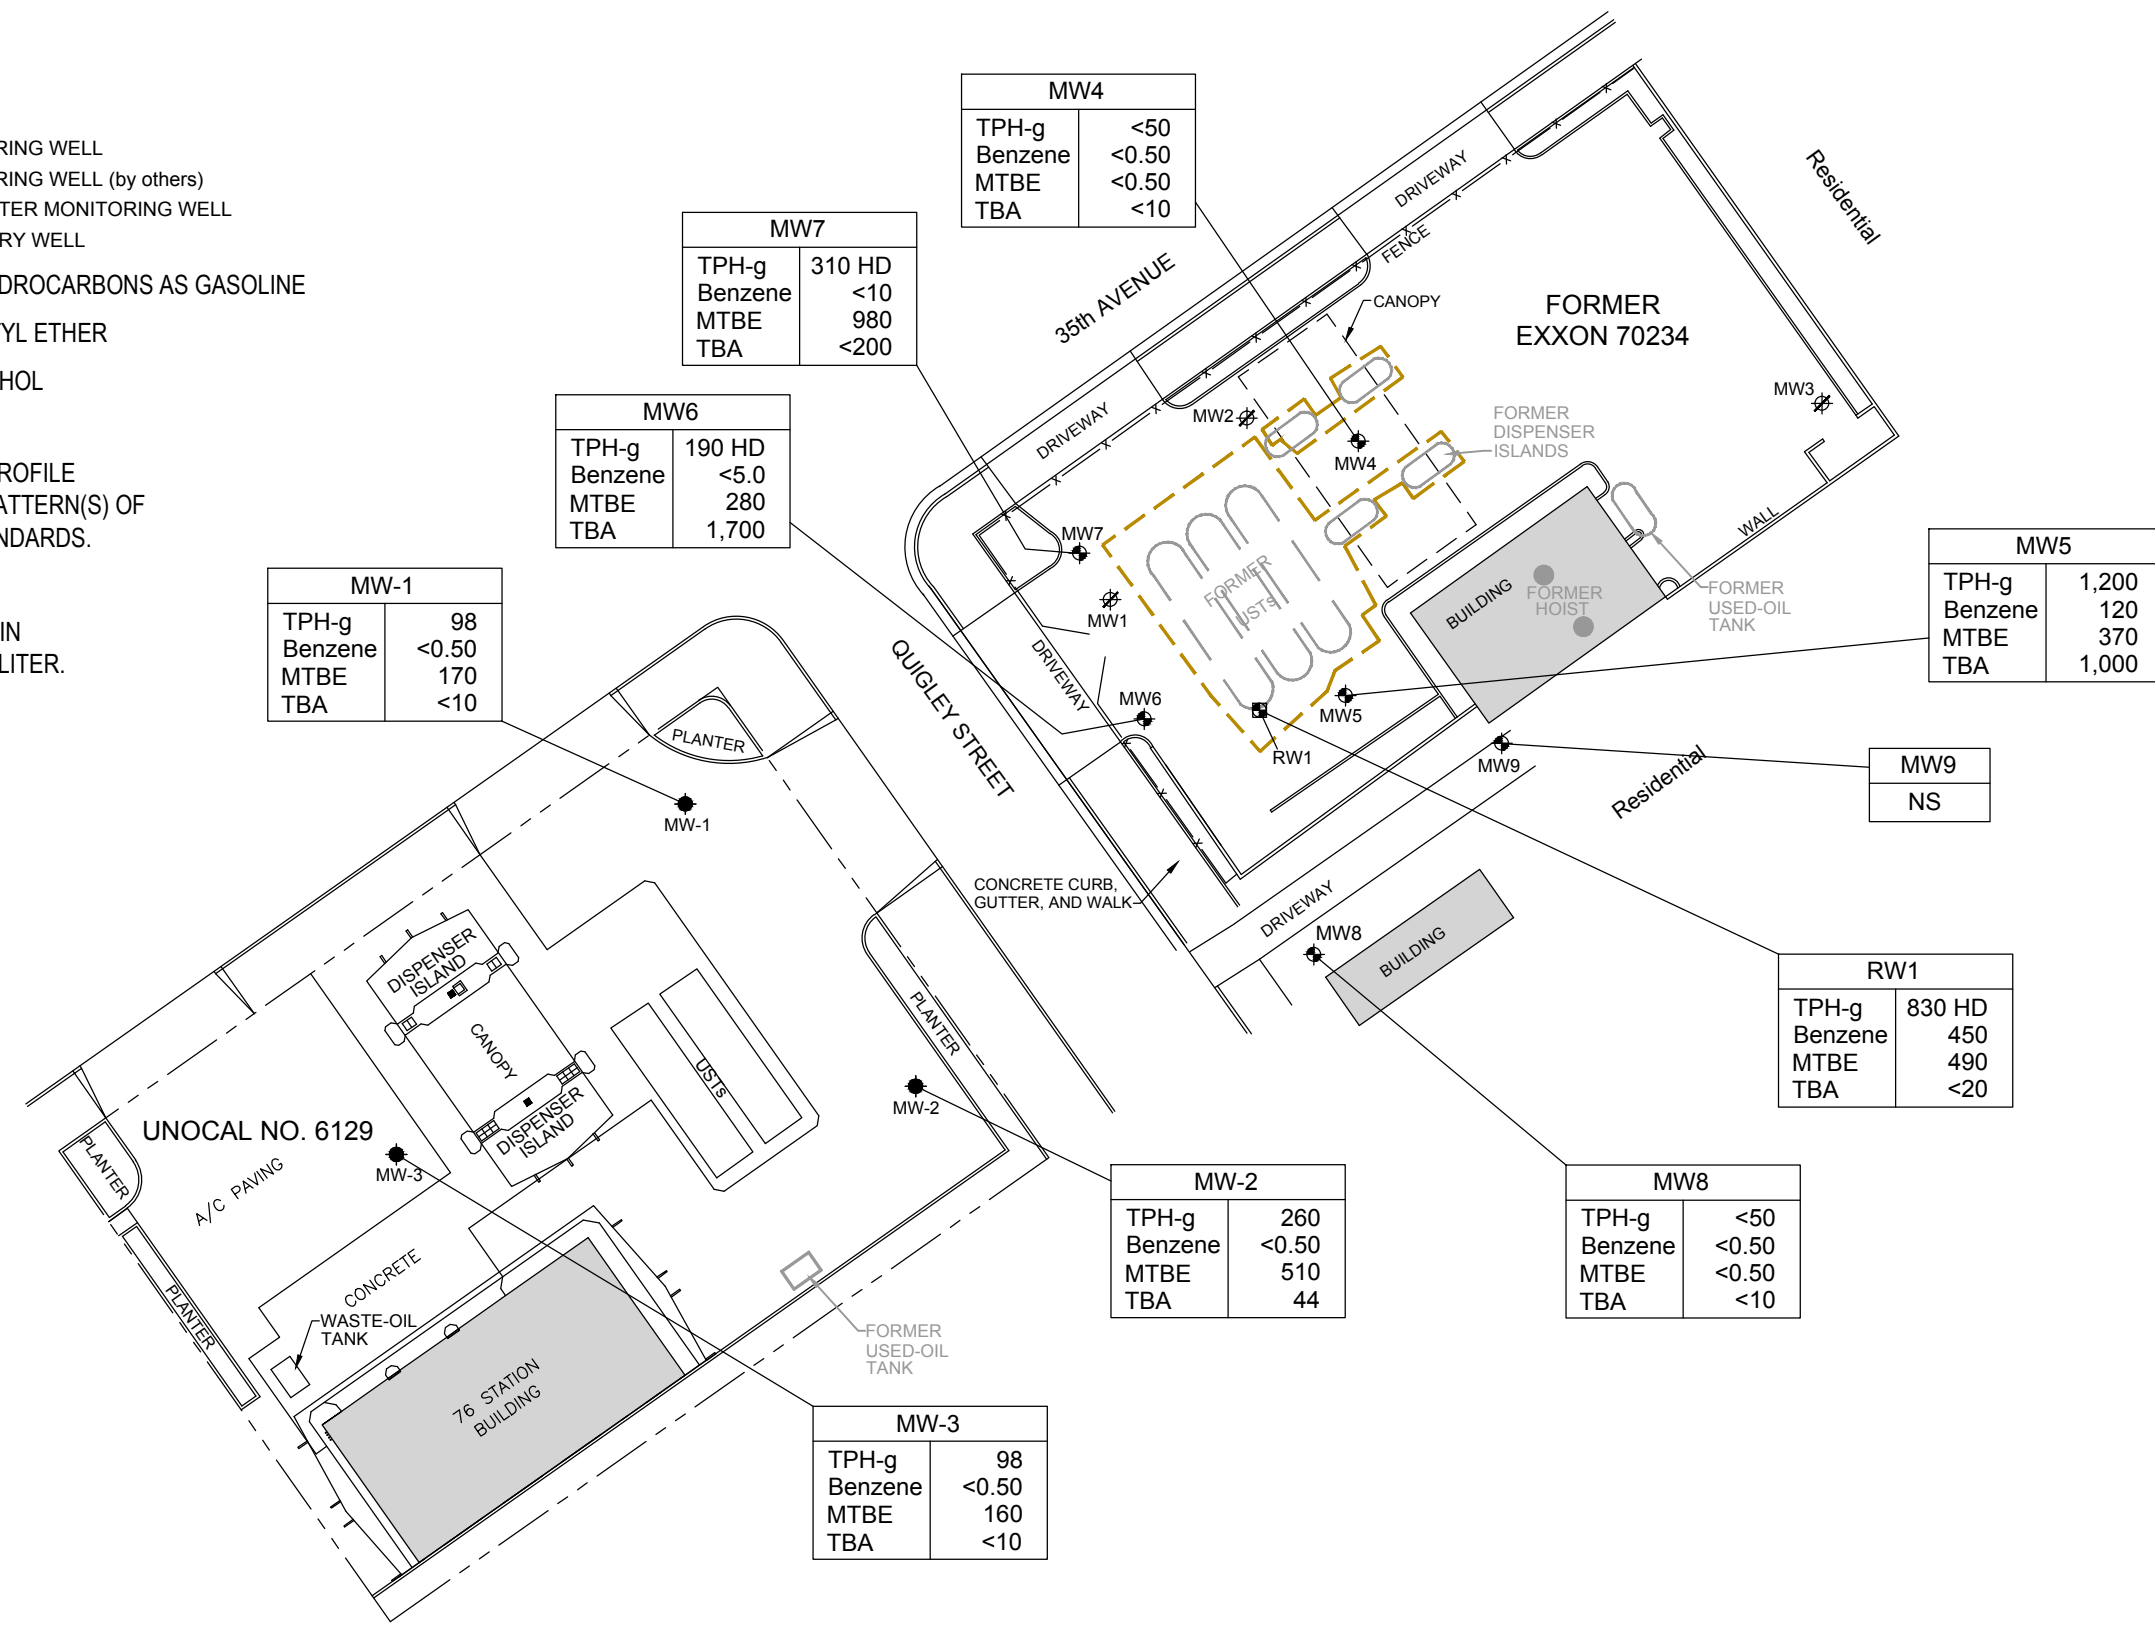 RING WELL
RING WELL (by others)
TER MONITORING WELL
RY WELL
DROCARBONS AS GASOLINE
YL ETHER
HOL
ROFILE
ATTERN(S) OF
NDARDS.
IN
LITER.
MW4
TPH-g <50
Benzene <0.50
MTBE <0.50
TBA <10
MW7
TPH-g 310 HD
Benzene <10
MTBE 980
TBA <200
MW6
TPH-g 190 HD
Benzene <5.0
MTBE 280
TBA 1,700
MW-1
TPH-g 98
Benzene <0.50
MTBE 170
TBA <10
35th AVENUE
DRIVEWAY
FENCE
CANOPY
Residential
FORMER
EXXON 70234
MW3
MW2
DRIVEWAY
MW4
FORMER
DISPENSER
ISLANDS
MW7
MW1
FORMER
USTs
WALL
BUILDING
FORMER
HOIST
FORMER
USED-OIL
TANK
MW5
TPH-g 1,200
Benzene 120
MTBE 370
TBA 1,000
QUIGLEY STREET
DRIVEWAY
MW6
MW5
RW1
MW9
Residential
MW9
NS
PLANTER
MW-1
CONCRETE CURB,
GUTTER, AND WALK
DRIVEWAY
MW8
BUILDING
RW1
TPH-g 830 HD
Benzene 450
MTBE 490
TBA <20
DISPENSER
ISLAND
CANOPY
DISPENSER
ISLAND
USTs
PLANTER
MW-2
UNOCAL NO. 6129
PLANTER
A/C PAVING
MW-3
MW-2
TPH-g 260
Benzene <0.50
MTBE 510
TBA 44
MW8
TPH-g <50
Benzene <0.50
MTBE <0.50
TBA <10
PLANTER
CONCRETE
WASTE-OIL
TANK
FORMER
USED-OIL
TANK
76 STATION
BUILDING
MW-3
TPH-g 98
Benzene <0.50
MTBE 160
TBA <10